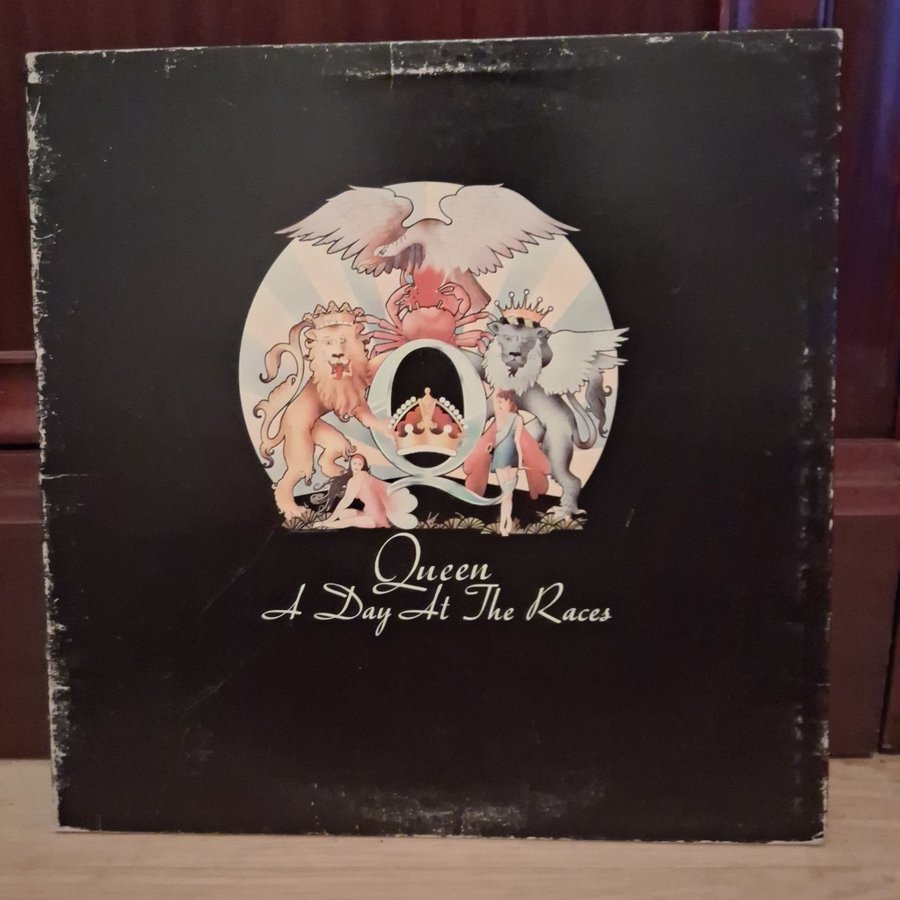 Queen
A Day At The Races